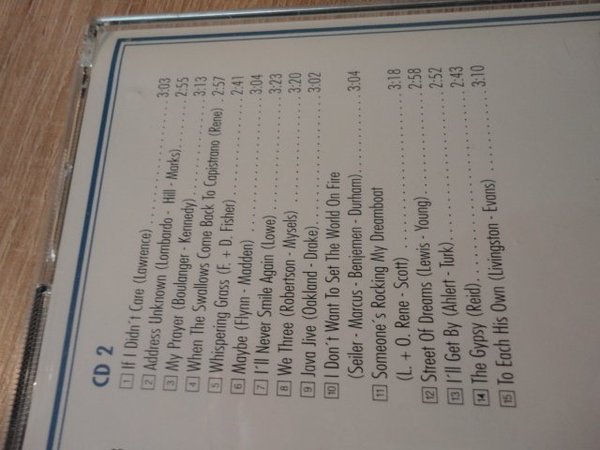 CD 2
1 If I Didn´t Care (Lawrence) 3:03
2 Address Unknown (Lombardo - Hill - Marks) 2:55
3 My Prayer (Boulanger - Kennedy) 3:13
4 When The Swallows Come Back To Capistrano (Rene) 2:57
5 Whispering Grass (F. + D. Fisher) 2:41
6 Maybe (Flynn - Madden) 3:04
7 I´ll Never Smile Again (Lowe) 3:23
8 We Three (Robertson - Mysels) 3:20
9 Java Jive (Oakland - Drake) 3:02
10 I Don´t Want To Set The World On Fire
(Seiler - Marcus - Benjemen - Durham) 3:04
11 Someone´s Rocking My Dreamboat
(L. + O. Rene - Scott) 3:18
12 Street Of Dreams (Lewis - Young) 2:58
13 I´ll Get By (Ahlert - Turk) 2:52
14 The Gypsy (Reid) 2:43
15 To Each His Own (Livingston - Evans) 3:10